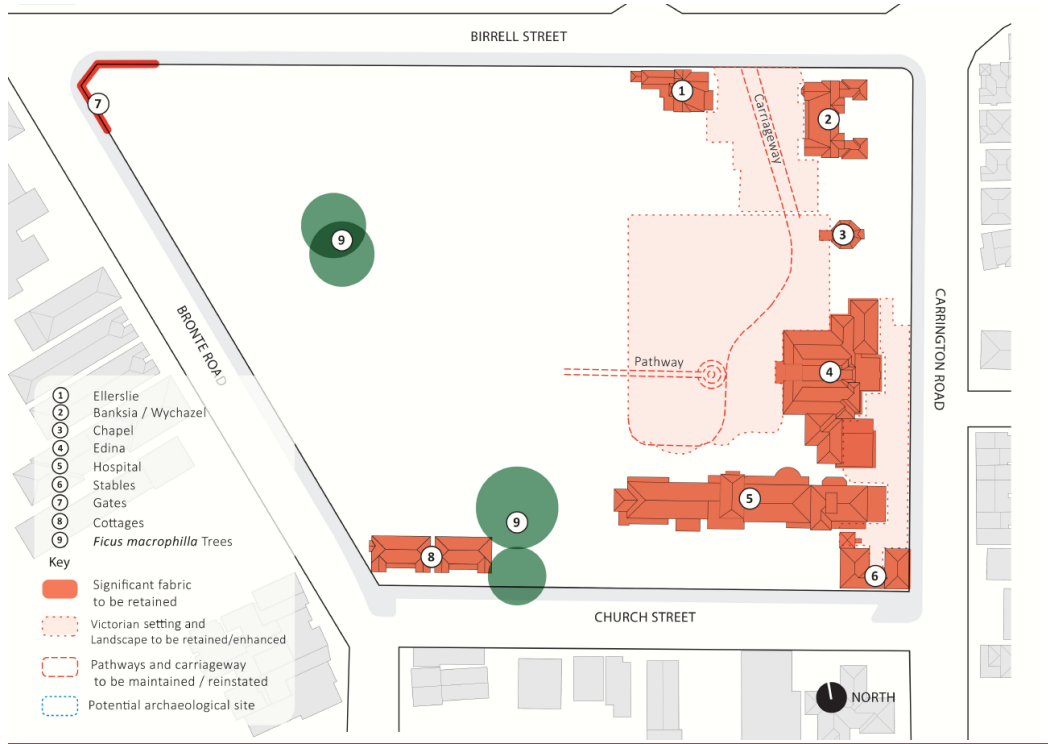 BIRRELL STREET
7
1
2
Carriageway
3
9
BRONTE ROAD
CARRINGTON ROAD
Pathway
4
5
9
8
6
CHURCH STREET
NORTH
1 Ellerslie
2 Banksia / Wychazel
3 Chapel
4 Edina
5 Hospital
6 Stables
7 Gates
8 Cottages
9 Ficus macrophilla Trees
Key
Significant fabric
to be retained
Victorian setting and
Landscape to be retained/enhanced
Pathways and carriageway
to be maintained / reinstated
Potential archaeological site